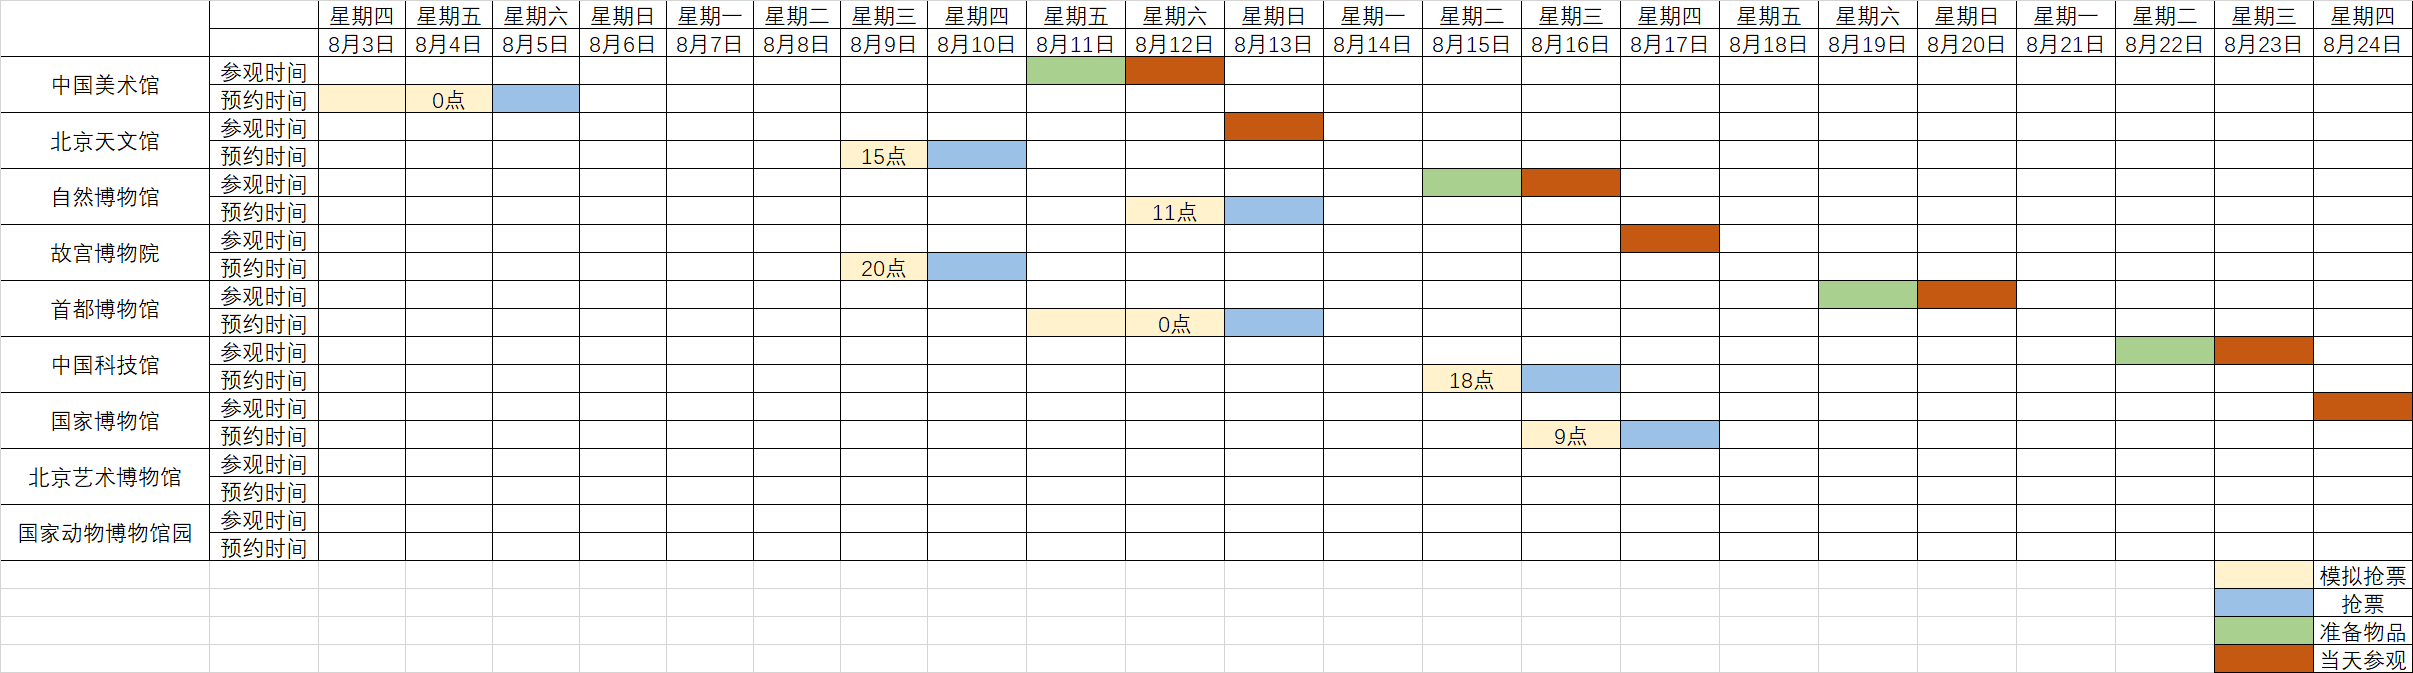 星期四 星期五 星期六 星期日 星期一 星期二 星期三 星期四 星期五 星期六 星期日 星期一 星期二 星期三 星期四 星期五 星期六 星期日 星期一 星期二 星期三 星期四
8月3日 8月4日 8月5日 8月6日 8月7日 8月8日 8月9日 8月10日 8月11日 8月12日 8月13日 8月14日 8月15日 8月16日 8月17日 8月18日 8月19日 8月20日 8月21日 8月22日 8月23日 8月24日
中国美术馆
参观时间
预约时间 0点
北京天文馆
参观时间
预约时间 15点
自然博物馆
参观时间
预约时间 11点
故宫博物院
参观时间
预约时间 20点
首都博物馆
参观时间
预约时间 0点
中国科技馆
参观时间
预约时间 18点
国家博物馆
参观时间
预约时间 9点
北京艺术博物馆
参观时间
预约时间
国家动物博物馆园
参观时间
预约时间
模拟抢票
抢票
准备物品
当天参观